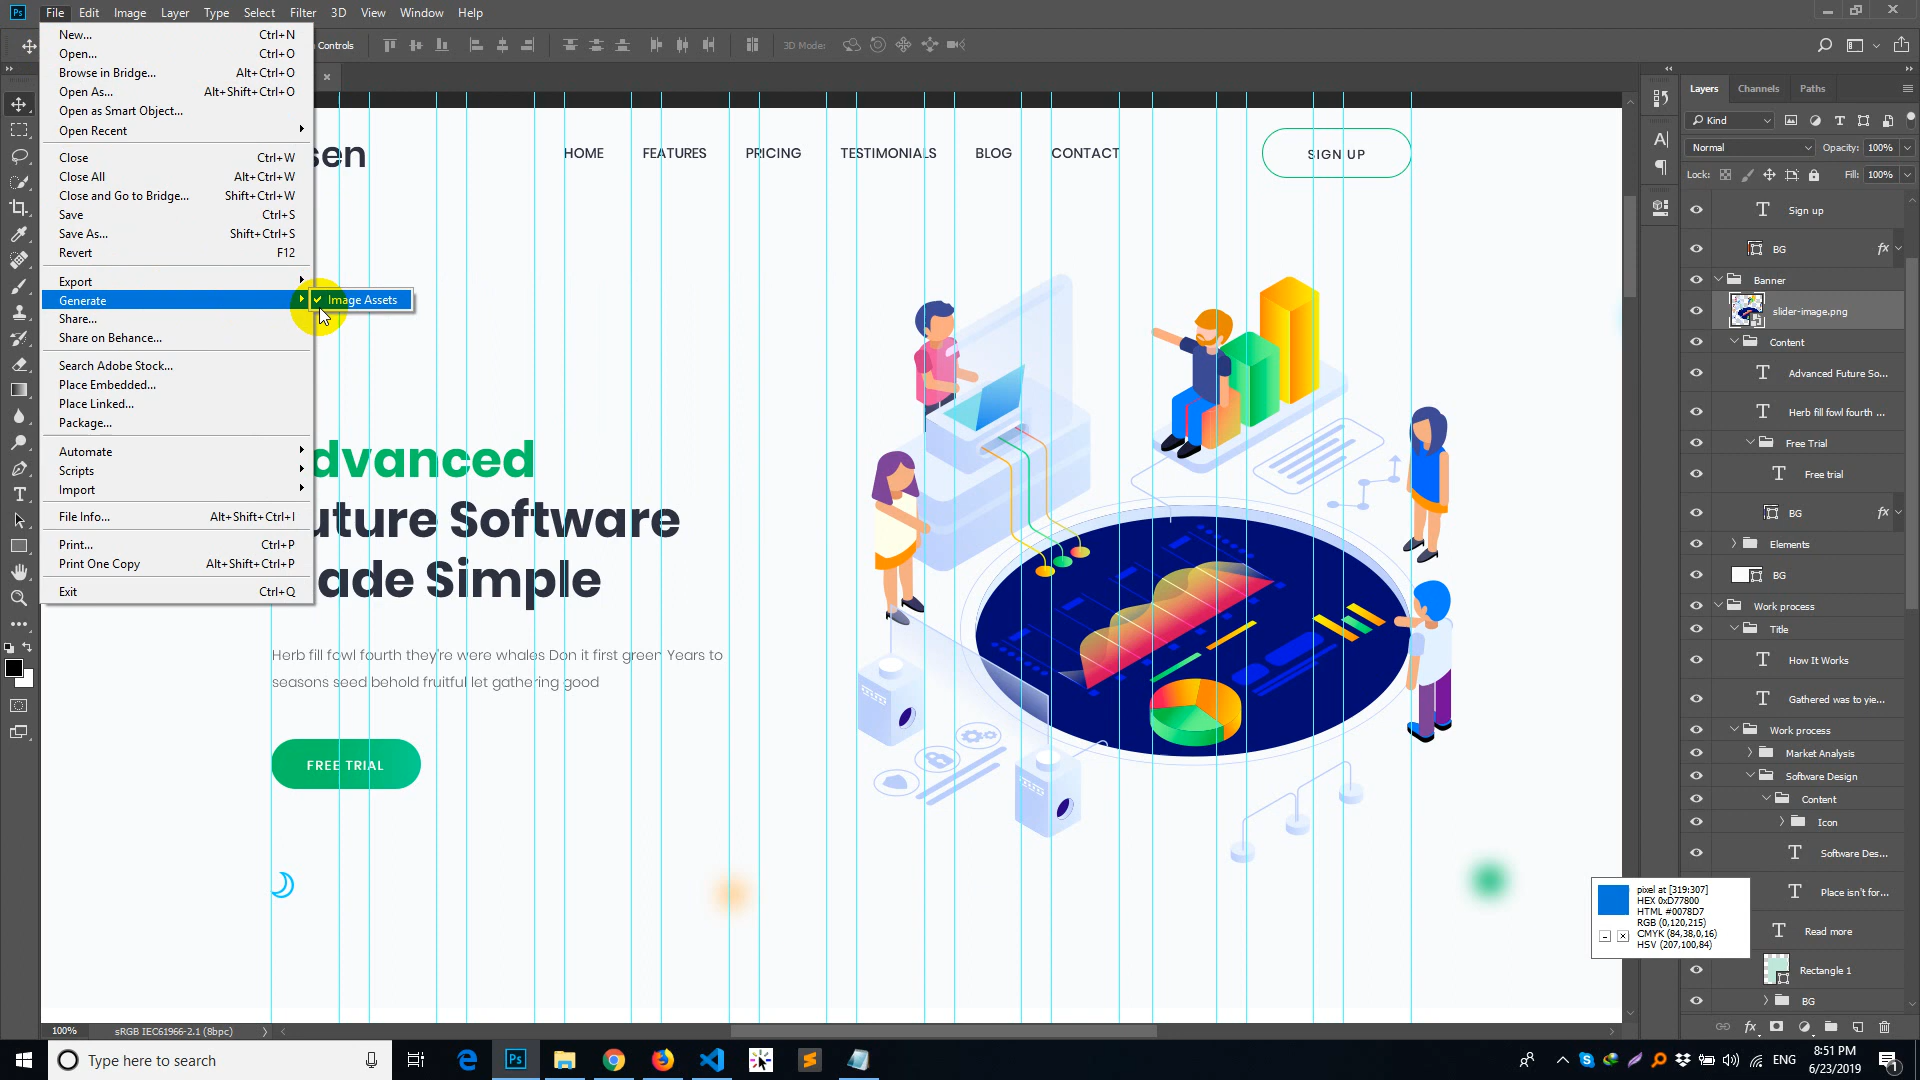 Ps File Edit Image Layer Type Select Filter 3D View Window Help
Controls 3D Mode:
New... Ctrl+N
Open... Ctrl+O
Browse in Bridge... Alt+Ctrl+O
Open As... Alt+Shift+Ctrl+O
Open as Smart Object...
Open Recent
Close Ctrl+W
Close All Alt+Ctrl+W
Close and Go to Bridge... Shift+Ctrl+W
Save Ctrl+S
Save As... Shift+Ctrl+S
Revert F12
Export
Generate
Image Assets
Share...
Share on Behance...
Search Adobe Stock...
Place Embedded...
Place Linked...
Package...
Automate
Scripts
Import
File Info... Alt+Shift+Ctrl+I
Print... Ctrl+P
Print One Copy Alt+Shift+Ctrl+P
Exit Ctrl+Q
sen HOME FEATURES PRICING TESTIMONIALS BLOG CONTACT SIGN UP
dvanced
uture Software
ade Simple
Herb fill fowl fourth they're were whales Don it first green Years to
seasons seed behold fruitful let gathering good
FREE TRIAL
Layers Channels Paths
Kind
Normal Opacity: 100%
Lock: Fill: 100%
Sign up
BG fx
Banner
slider-image.png
Content
Advanced Future So...
Herb fill fowl fourth ...
Free Trial
Free trial
BG fx
Elements
BG
Work process
Title
How It Works
Gathered was to yie...
Work process
Market Analysis
Software Design
Content
Icon
Software Des...
Place isn't for...
Read more
Rectangle 1
BG
pixel at [319:307]
HEX 0xD77800
HTML #0078D7
RGB (0,120,215)
CMYK (84,38,0,16)
HSV (207,100,84)
100% sRGB IEC61966-2.1 (8bpc)
Type here to search
Ps
ENG
8:51 PM
6/23/2019
1